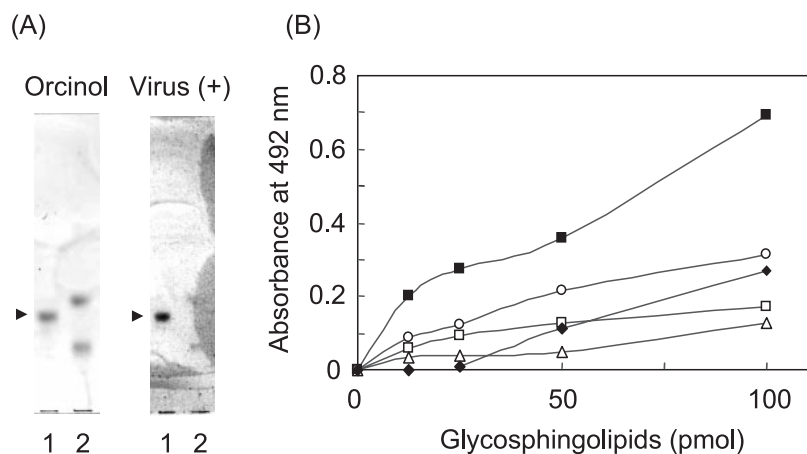 (A)
Orcinol Virus (+)
1 2 1 2
(B)
Absorbance at 492 nm
0.8
0.6
0.4
0.2
0
0 50 100
Glycosphingolipids (pmol)